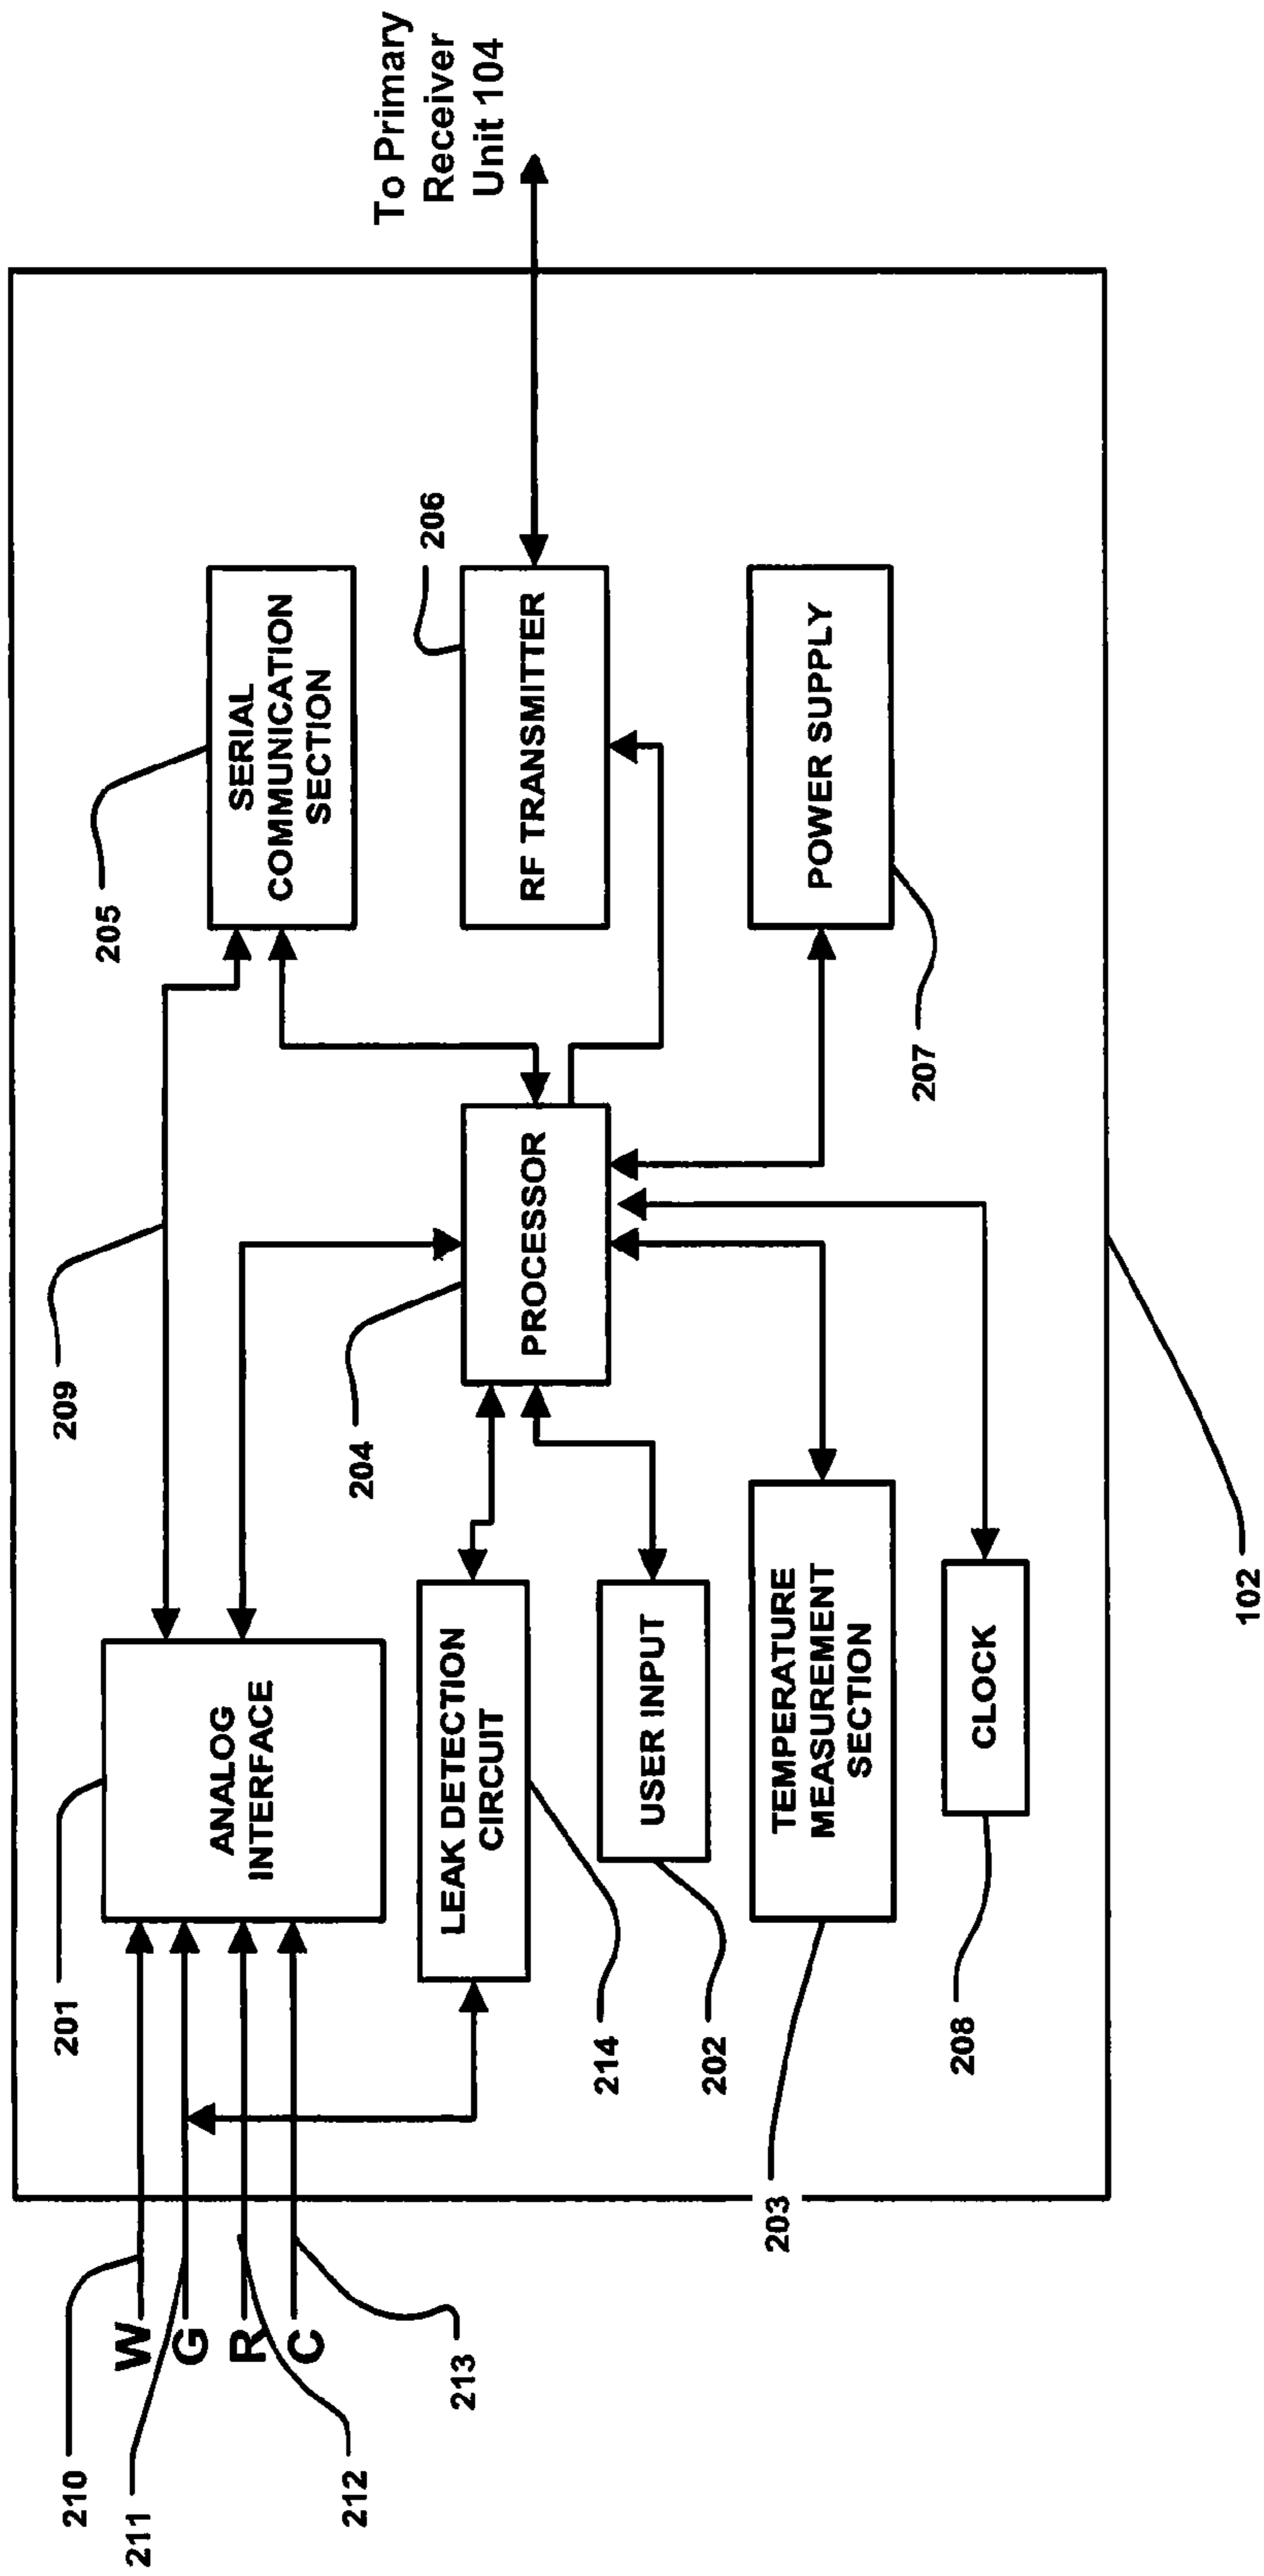 210
211
212
213
W
G
R
C
201
ANALOG
INTERFACE
209
205
SERIAL
COMMUNICATION
SECTION
To Primary
Receiver
Unit 104
LEAK DETECTION
CIRCUIT
214
204
PROCESSOR
206
RF TRANSMITTER
USER INPUT
202
TEMPERATURE
MEASUREMENT
SECTION
203
POWER SUPPLY
207
CLOCK
208
102